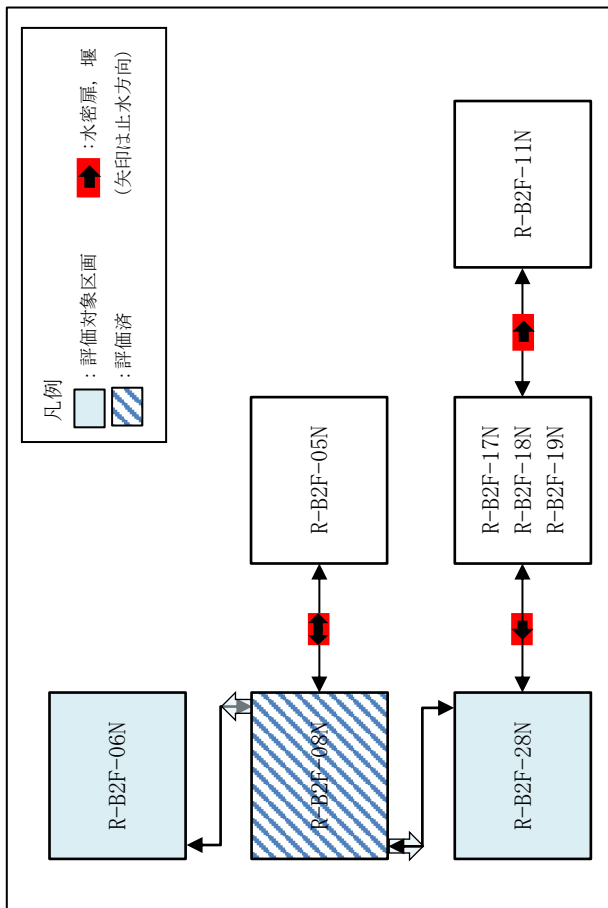 凡例
：評価対象区画
：評価済
：水密扉，堰
(矢印は止水方向)
R-B2F-06N
R-B2F-08N
R-B2F-28N
R-B2F-05N
R-B2F-17N
R-B2F-18N
R-B2F-19N
R-B2F-11N